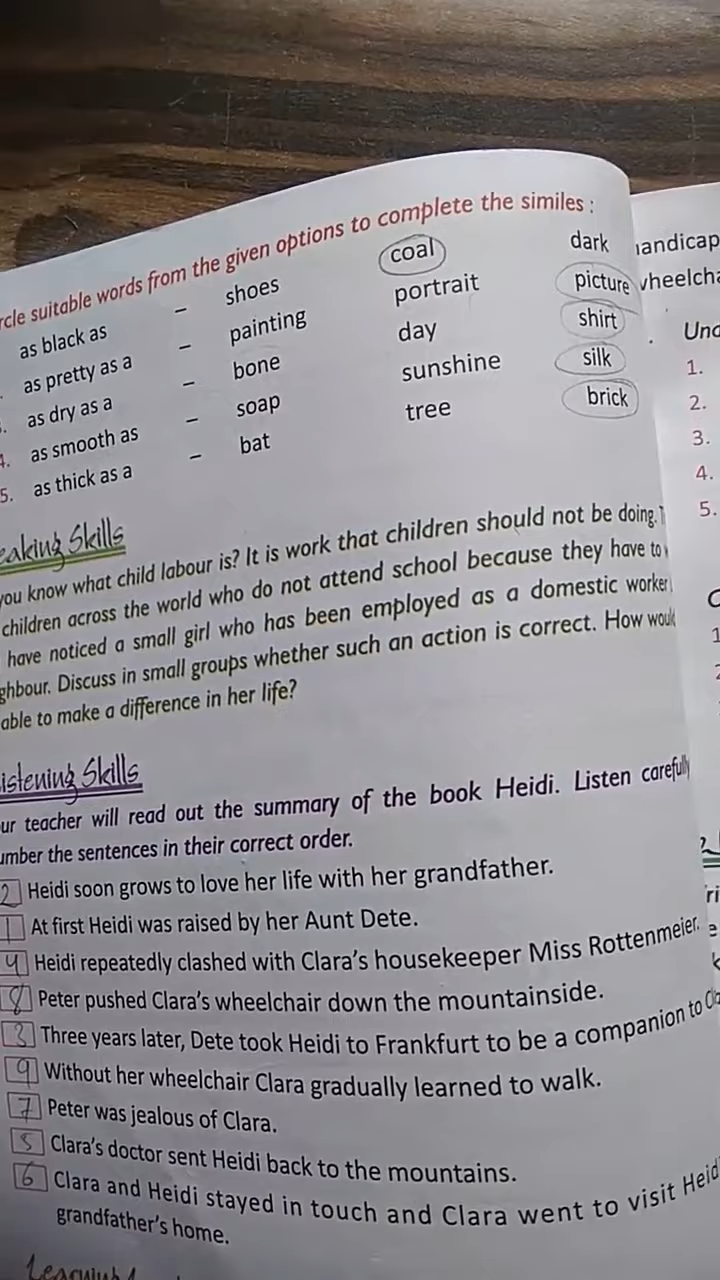 rcle suitable words from the given options to complete the similes :
as black as – shoes coal dark
as pretty as a – painting portrait picture
as dry as a – bone day shirt
4. as smooth as – soap sunshine silk
5. as thick as a – bat tree brick
eaking Skills
you know what child labour is? It is work that children should not be doing.
children across the world who do not attend school because they have to
have noticed a small girl who has been employed as a domestic worker
ghbour. Discuss in small groups whether such an action is correct. How woul
able to make a difference in her life?
istening Skills
ur teacher will read out the summary of the book Heidi. Listen carefully
umber the sentences in their correct order.
2 Heidi soon grows to love her life with her grandfather.
1 At first Heidi was raised by her Aunt Dete.
4 Heidi repeatedly clashed with Clara's housekeeper Miss Rottenmeier.
8 Peter pushed Clara's wheelchair down the mountainside.
3 Three years later, Dete took Heidi to Frankfurt to be a companion to
9 Without her wheelchair Clara gradually learned to walk.
7 Peter was jealous of Clara.
5 Clara's doctor sent Heidi back to the mountains.
6 Clara and Heidi stayed in touch and Clara went to visit Heid
grandfather's home.
handicap
wheelcha
Und
1.
2.
3.
4.
5.